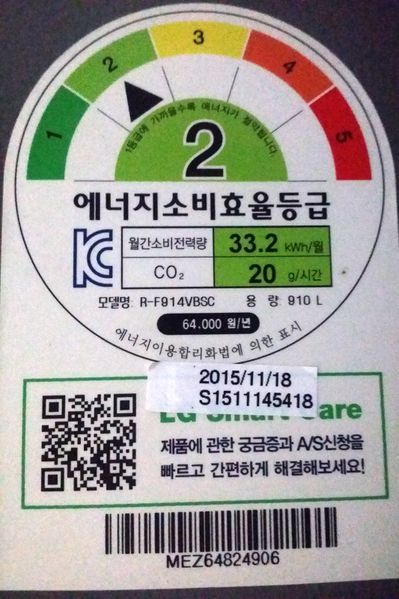 1
2
3
4
5
1등급에 가까울수록 에너지가 절약됩니다.
2
에너지소비효율등급
월간소비전력량 33.2 kWh/월
CO₂ 20 g/시간
모델명 R-F914VBSC 용 량 910 L
64.000 원/년
에너지이용합리화법에 의한 표시
2015/11/18
S1511145418
LG Smart Care
제품에 관한 궁금증과 A/S신청을
빠르고 간편하게 해결해보세요!
MEZ64824906